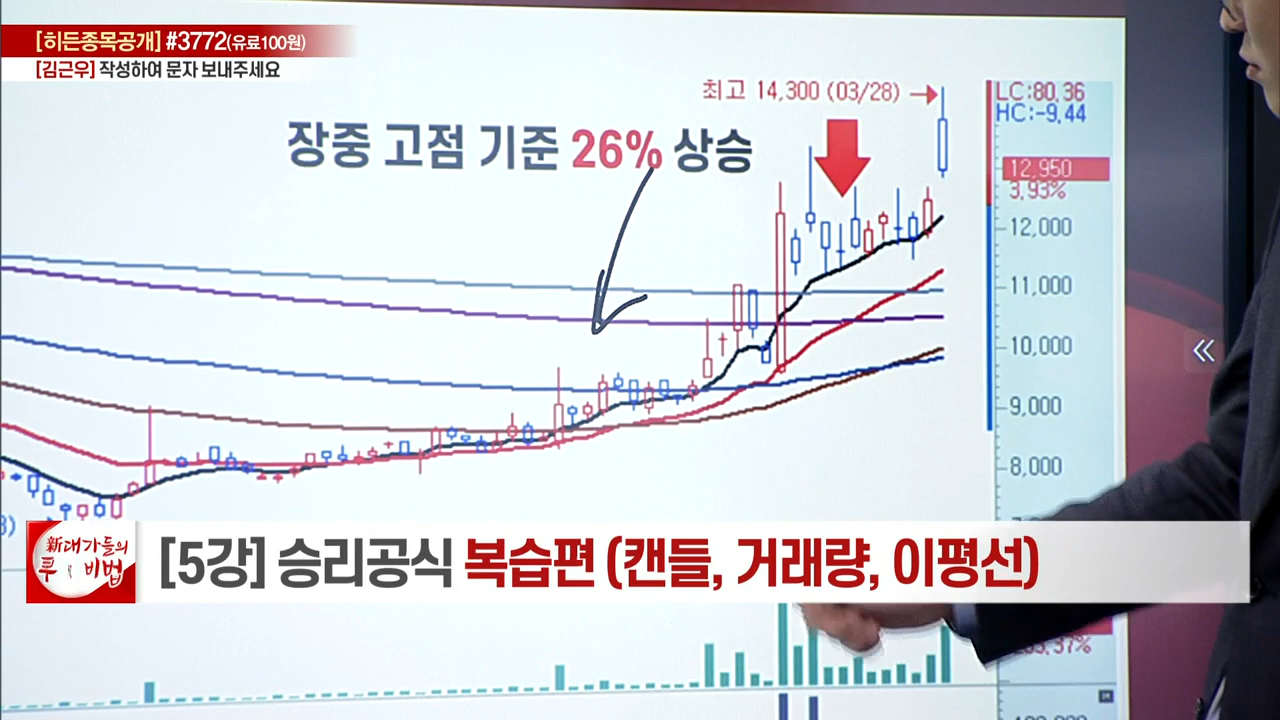 [히든종목공개] #3772(유료100원)
[김근우] 작성하여 문자 보내주세요
최고 14,300 (03/28)
LC:80.36
HC:-9.44
장중 고점 기준 26% 상승
12,950
3.93%
12,000
11,000
10,000
9,000
8,000
新대가들의
투자비법
[5강] 승리공식 복습편 (캔들, 거래량, 이평선)